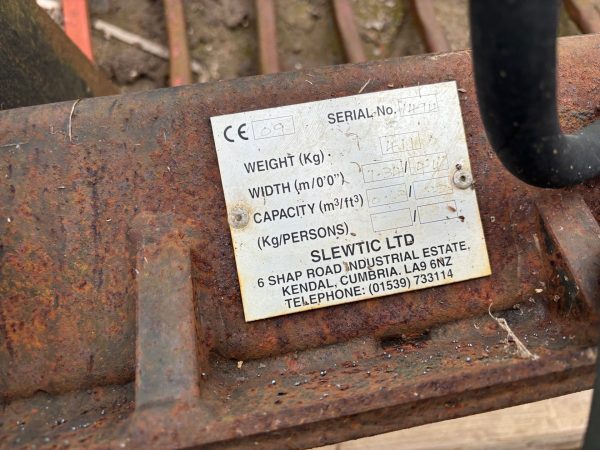 CE 09 SERIAL-No.
WEIGHT (Kg)
WIDTH (m/0'0")
CAPACITY (m³/ft³)
(Kg/PERSONS)
SLEWTIC LTD
6 SHAP ROAD INDUSTRIAL ESTATE,
KENDAL, CUMBRIA. LA9 6NZ
TELEPHONE: (01539) 733114